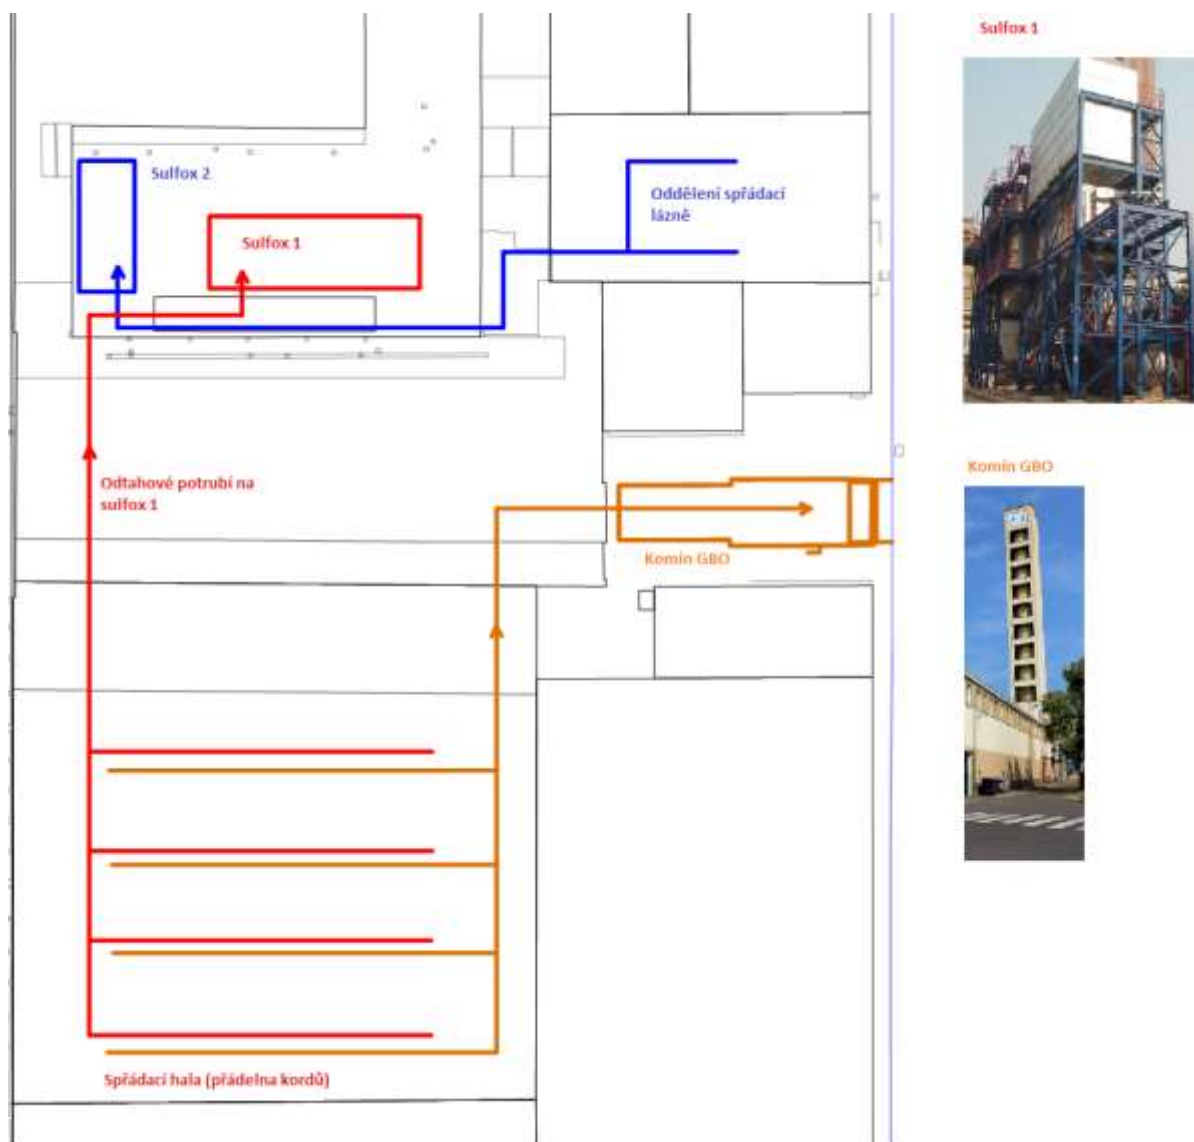 Sulfox 1
Sulfox 2
Oddělení spřádací
lázně
Sulfox 1
Komín GBO
Odtahové potrubí na
sulfox 1
Komín GBO
Spřádací hala (přádelna kordů)